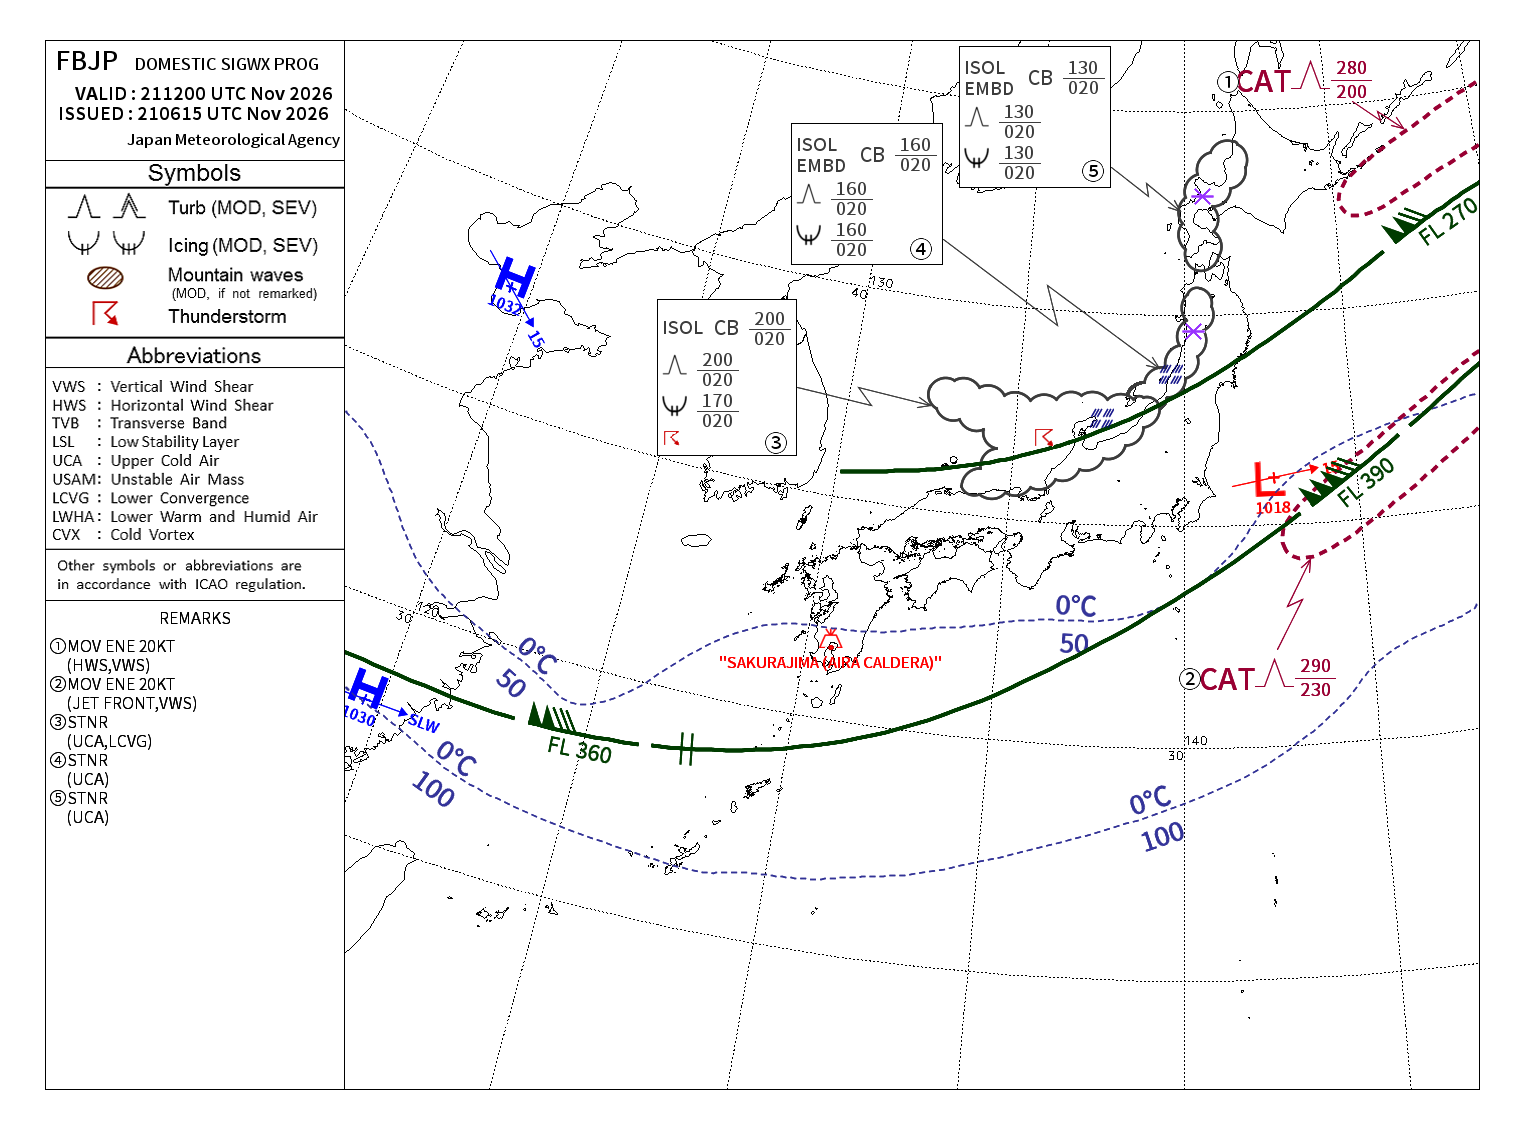 FBJP DOMESTIC SIGWX PROG
VALID : 211200 UTC Nov 2026
ISSUED : 210615 UTC Nov 2026
Japan Meteorological Agency
Symbols
Turb (MOD, SEV)
Icing (MOD, SEV)
Mountain waves
(MOD, if not remarked)
Thunderstorm
Abbreviations
VWS : Vertical Wind Shear
HWS : Horizontal Wind Shear
TVB : Transverse Band
LSL : Low Stability Layer
UCA : Upper Cold Air
USAM: Unstable Air Mass
LCVG : Lower Convergence
LWHA: Lower Warm and Humid Air
CVX : Cold Vortex
Other symbols or abbreviations are
in accordance with ICAO regulation.
REMARKS
①MOV ENE 20KT
(HWS,VWS)
②MOV ENE 20KT
(JET FRONT,VWS)
③STNR
(UCA,LCVG)
④STNR
(UCA)
⑤STNR
(UCA)
ISOL
EMBD CB 130
020
130
020
130
020
⑤
①CAT 280
200
ISOL
EMBD CB 160
020
160
020
160
020
④
ISOL CB 200
020
200
020
170
020
③
H
1032
15
40
130
FL 270
L
1018
FL 390
30
0°C
50
0°C
50
"SAKURAJIMA (AIRA CALDERA)"
②CAT 290
230
H
1030
SLW
FL 360
0°C
100
140
30
0°C
100